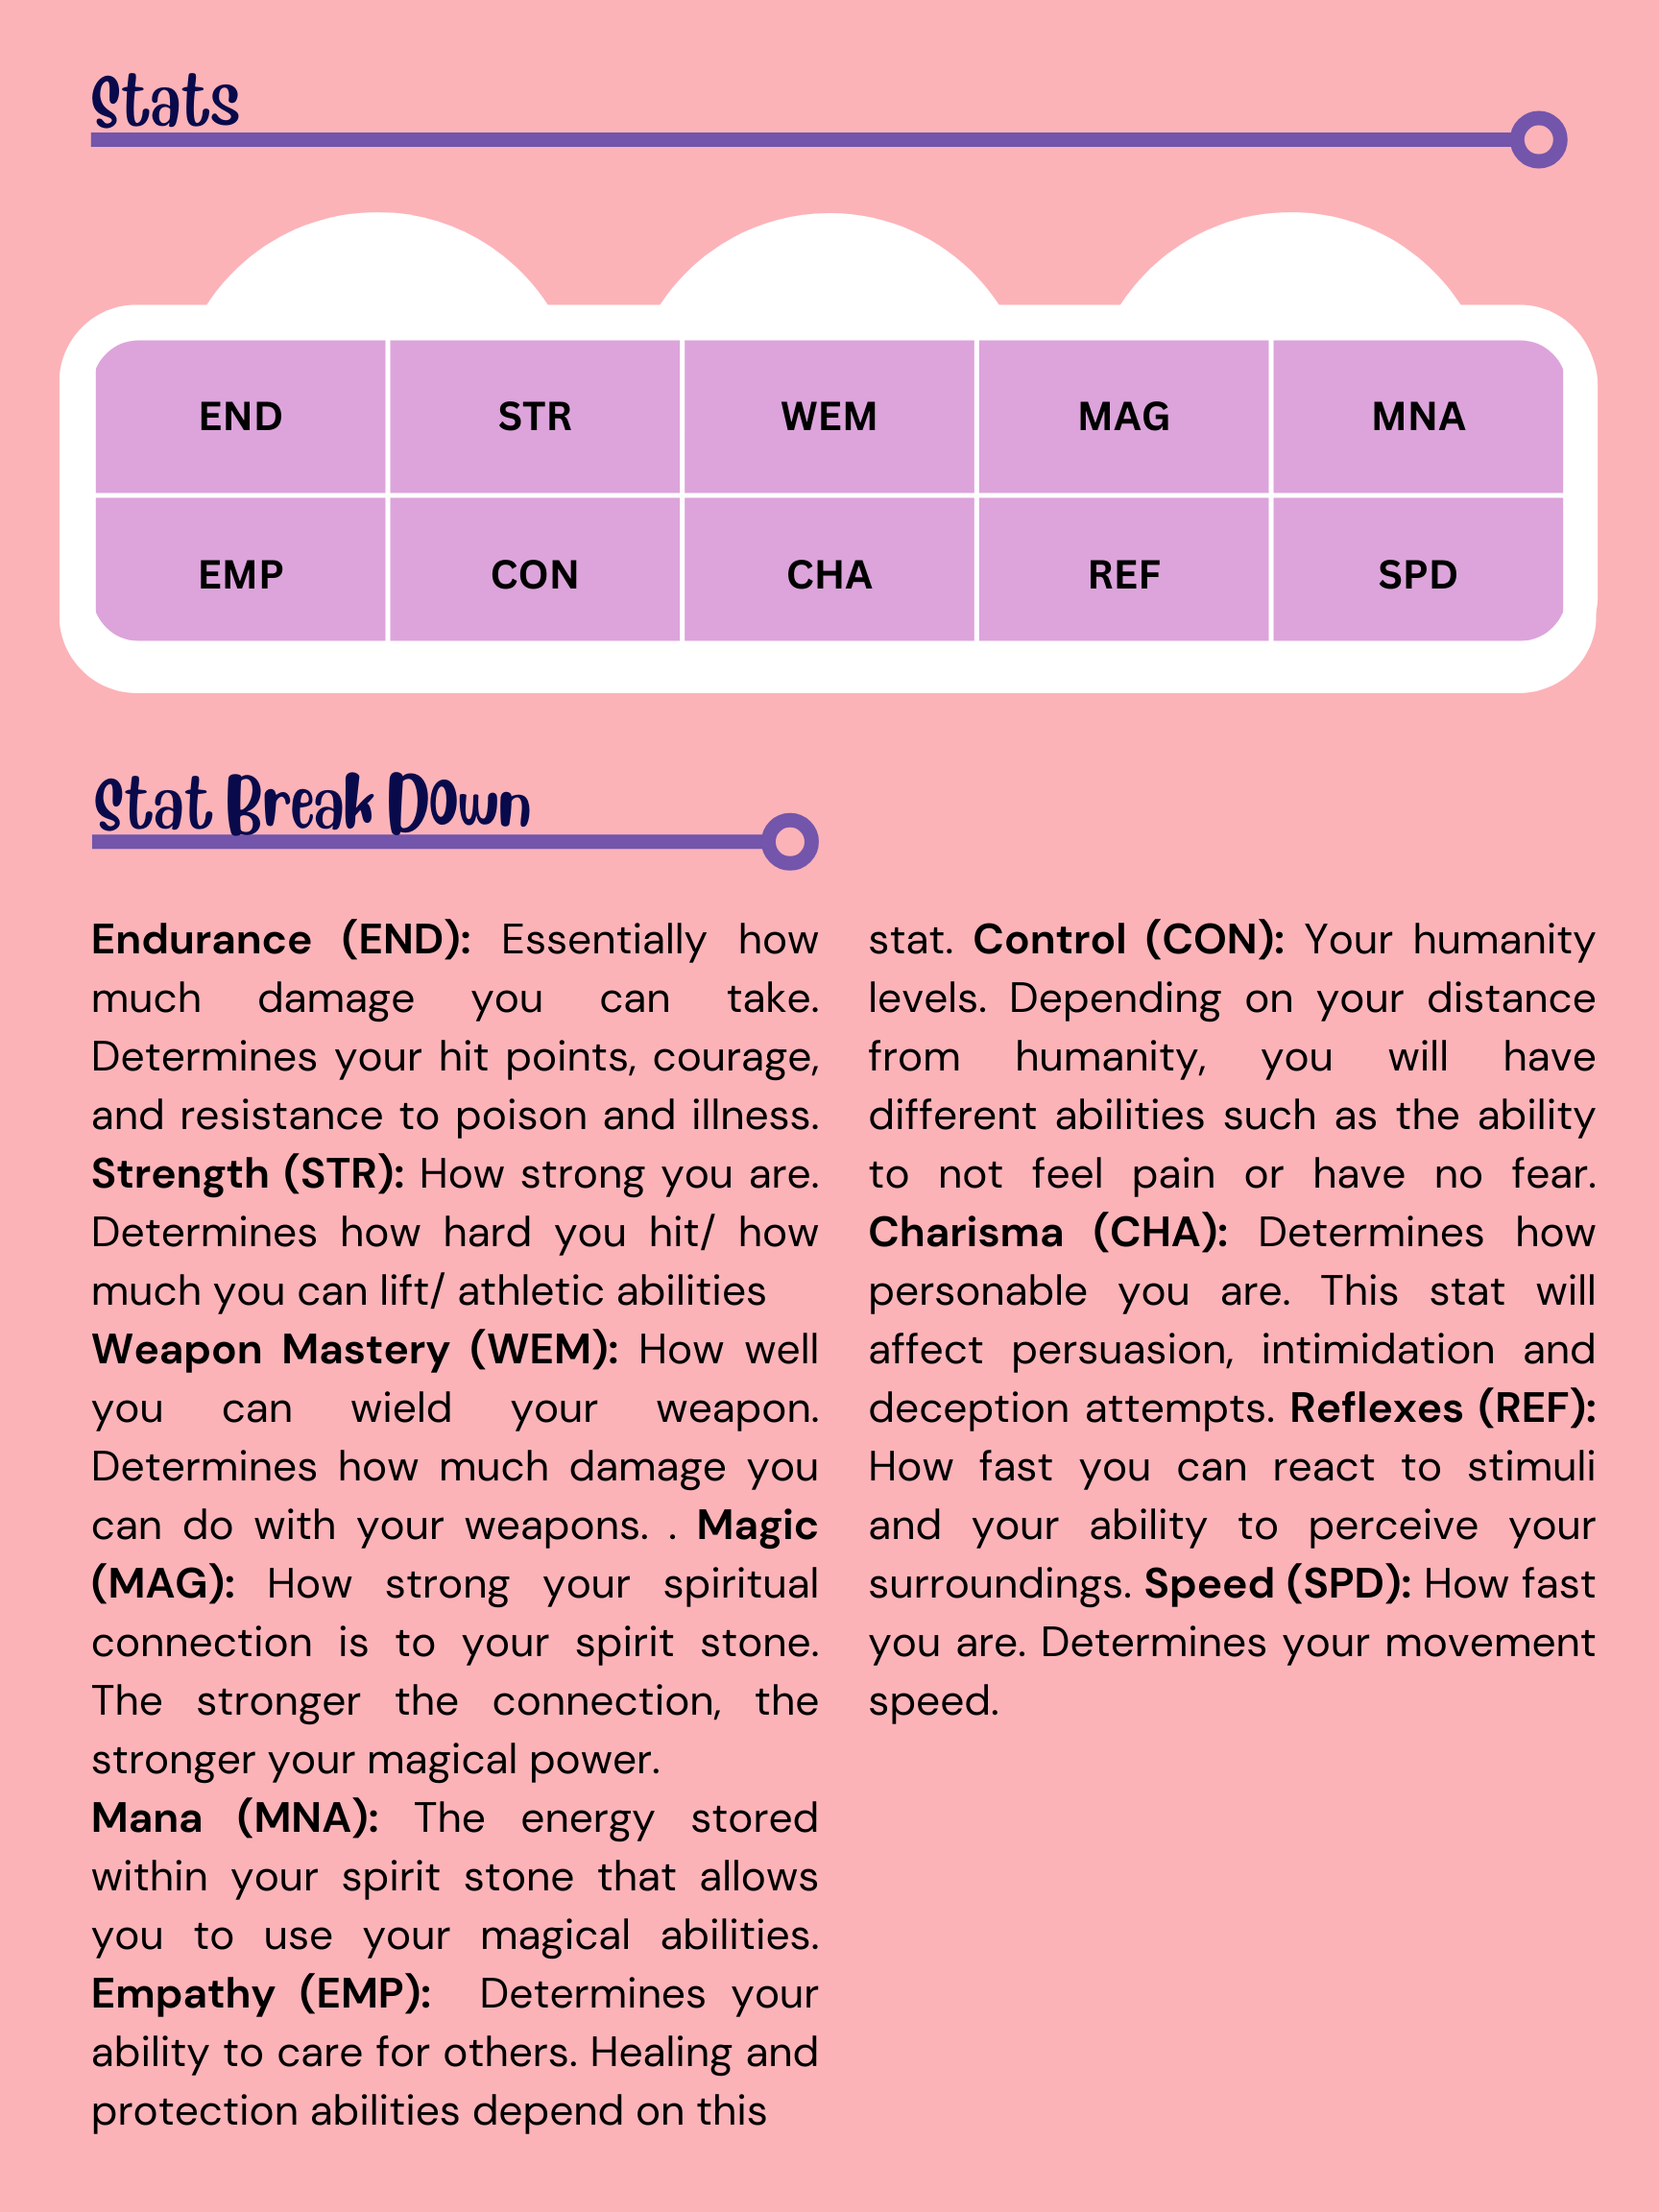 Stats
END STR WEM MAG MNA
EMP CON CHA REF SPD
Stat Break Down
Endurance (END): Essentially how
much damage you can take.
Determines your hit points, courage,
and resistance to poison and illness.
Strength (STR): How strong you are.
Determines how hard you hit/ how
much you can lift/ athletic abilities
Weapon Mastery (WEM): How well
you can wield your weapon.
Determines how much damage you
can do with your weapons. . Magic
(MAG): How strong your spiritual
connection is to your spirit stone.
The stronger the connection, the
stronger your magical power.
Mana (MNA): The energy stored
within your spirit stone that allows
you to use your magical abilities.
Empathy (EMP): Determines your
ability to care for others. Healing and
protection abilities depend on this
stat. Control (CON): Your humanity
levels. Depending on your distance
from humanity, you will have
different abilities such as the ability
to not feel pain or have no fear.
Charisma (CHA): Determines how
personable you are. This stat will
affect persuasion, intimidation and
deception attempts. Reflexes (REF):
How fast you can react to stimuli
and your ability to perceive your
surroundings. Speed (SPD): How fast
you are. Determines your movement
speed.